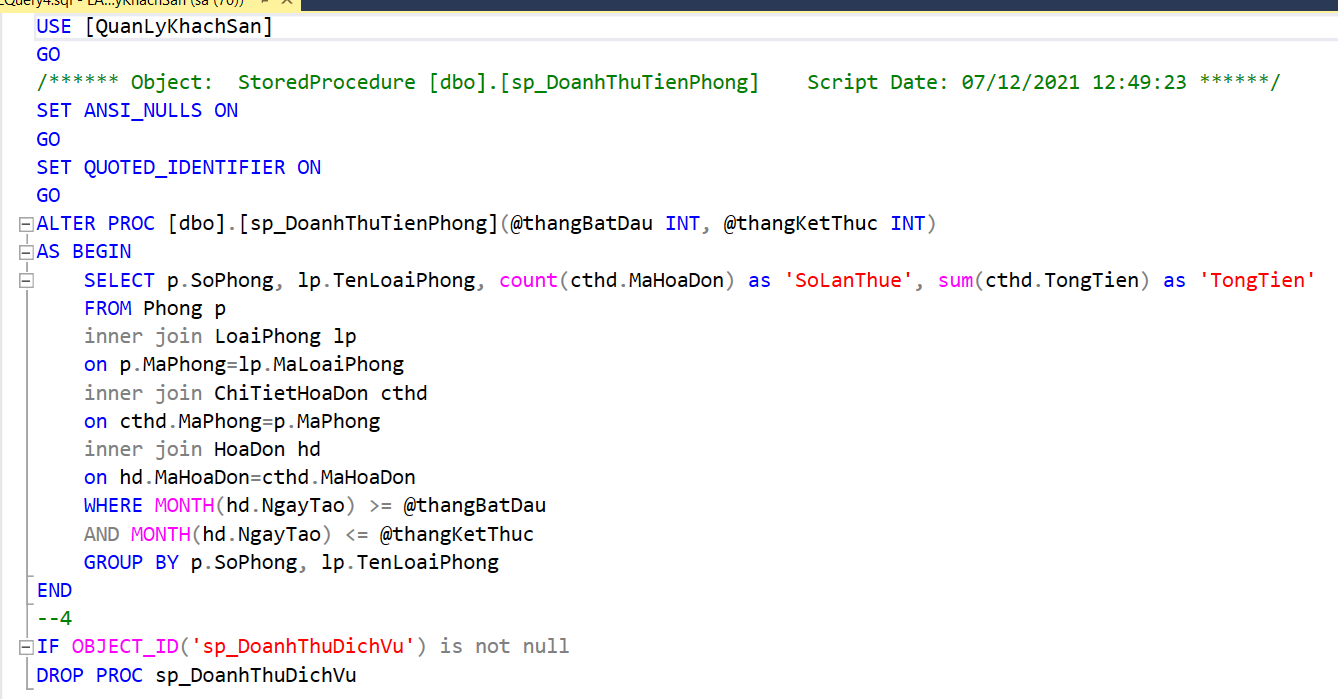 USE [QuanLyKhachSan]
GO
/****** Object:  StoredProcedure [dbo].[sp_DoanhThuTienPhong]    Script Date: 07/12/2021 12:49:23 ******/
SET ANSI_NULLS ON
GO
SET QUOTED_IDENTIFIER ON
GO
ALTER PROC [dbo].[sp_DoanhThuTienPhong](@thangBatDau INT, @thangKetThuc INT)
AS BEGIN
    SELECT p.SoPhong, lp.TenLoaiPhong, count(cthd.MaHoaDon) as 'SoLanThue', sum(cthd.TongTien) as 'TongTien'
    FROM Phong p
    inner join LoaiPhong lp
    on p.MaPhong=lp.MaLoaiPhong
    inner join ChiTietHoaDon cthd
    on cthd.MaPhong=p.MaPhong
    inner join HoaDon hd
    on hd.MaHoaDon=cthd.MaHoaDon
    WHERE MONTH(hd.NgayTao) >= @thangBatDau
    AND MONTH(hd.NgayTao) <= @thangKetThuc
    GROUP BY p.SoPhong, lp.TenLoaiPhong
END
--4
IF OBJECT_ID('sp_DoanhThuDichVu') is not null
DROP PROC sp_DoanhThuDichVu